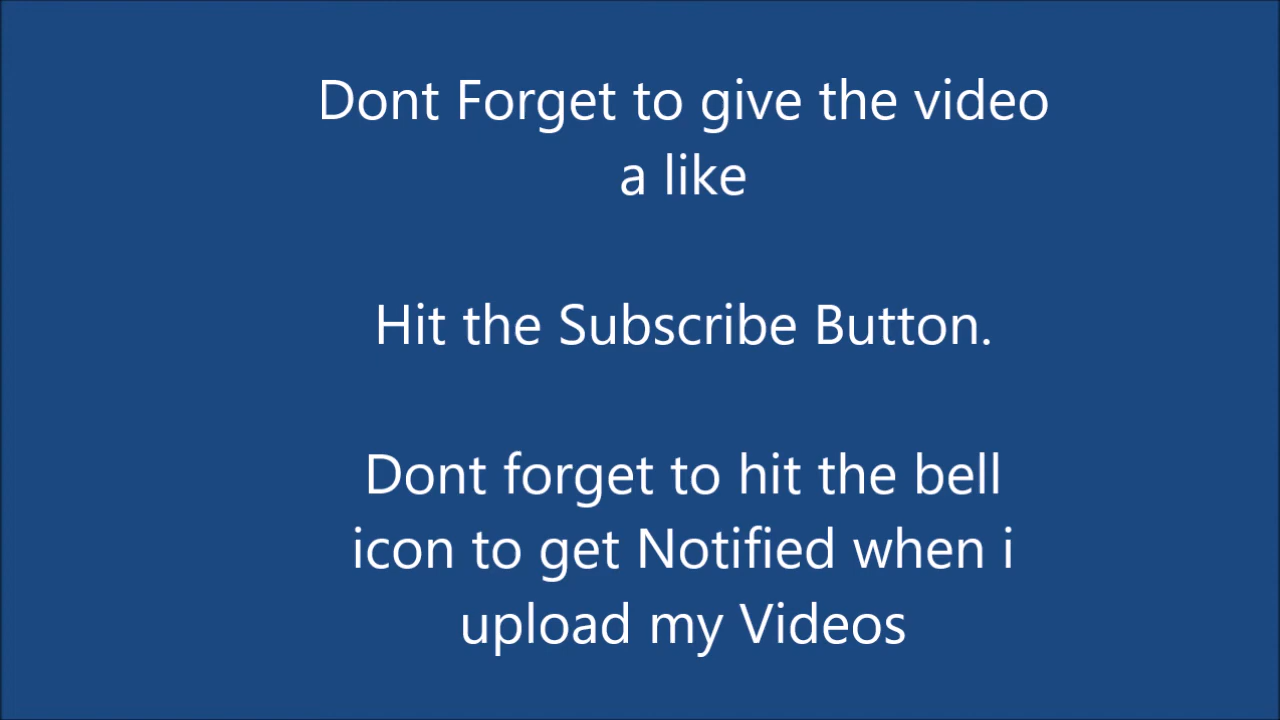 Dont Forget to give the video
a like
Hit the Subscribe Button.
Dont forget to hit the bell
icon to get Notified when i
upload my Videos